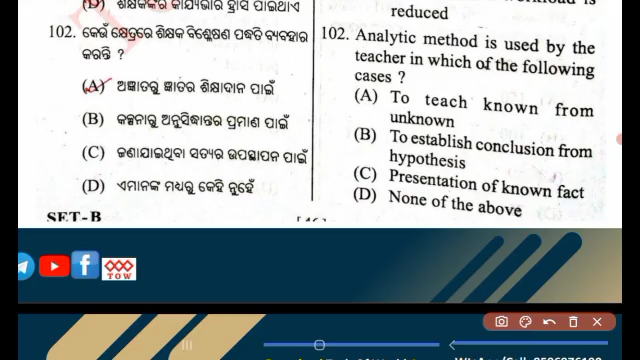 (D) ଶିକ୍ଷକଙ୍କର କାର୍ଯ୍ୟଭାର ହ୍ରାସ ପାଇଥାଏ
102. କେଉଁ କ୍ଷେତ୍ରରେ ଶିକ୍ଷକ ବିଶ୍ଳେଷଣ ପଦ୍ଧତି ବ୍ୟବହାର
କରନ୍ତି ?
(A) ଅଜ୍ଞାତରୁ ଜ୍ଞାତର ଶିକ୍ଷାଦାନ ପାଇଁ
(B) କଳ୍ପନାରୁ ଅନୁସିଦ୍ଧାନ୍ତର ପ୍ରମାଣ ପାଇଁ
(C) ଜଣାଯାଇଥିବା ସତ୍ୟର ଉପସ୍ଥାପନ ପାଇଁ
(D) ଏମାନଙ୍କ ମଧ୍ୟରୁ କେହି ନୁହେଁ
SET-B
[46]
workload is
reduced
102. Analytic method is used by the
teacher in which of the following
cases ?
(A) To teach known from
unknown
(B) To establish conclusion from
hypothesis
(C) Presentation of known fact
(D) None of the above
TOW